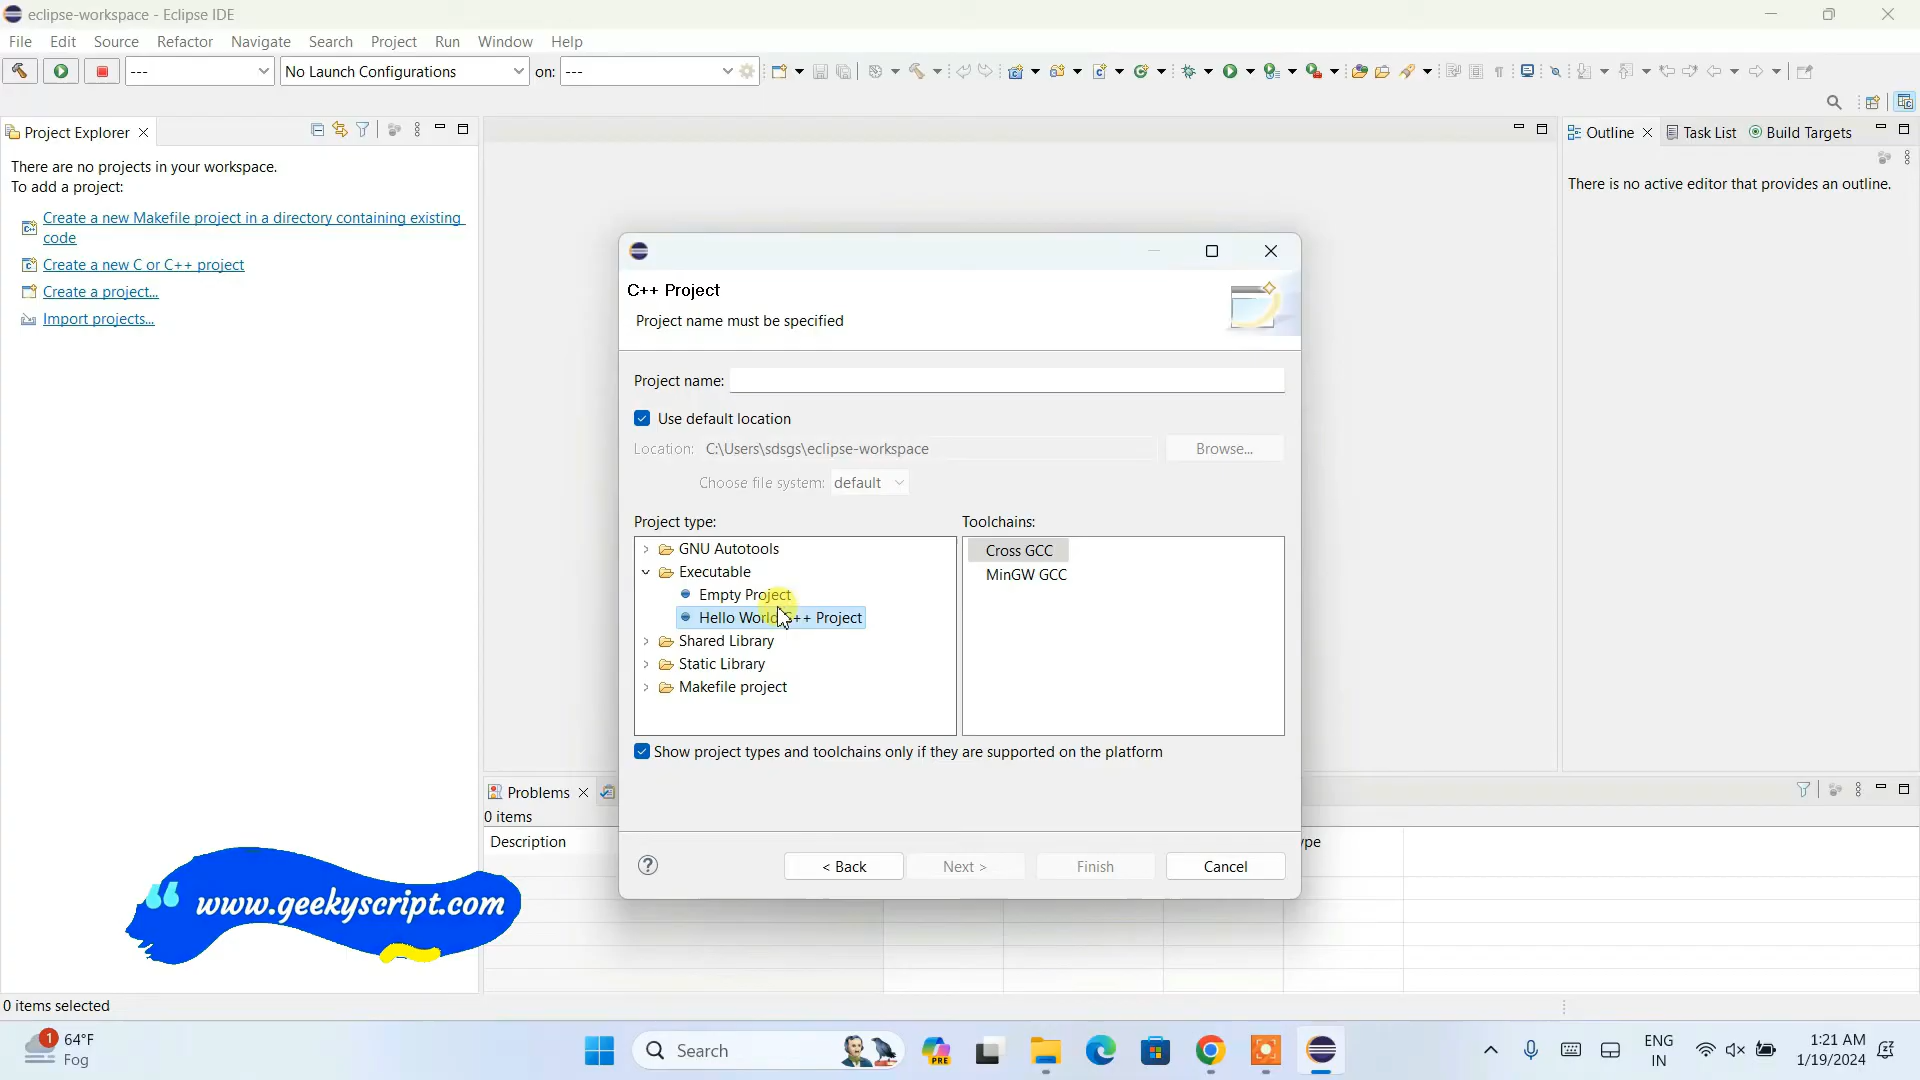 eclipse-workspace - Eclipse IDE
File Edit Source Refactor Navigate Search Project Run Window Help
--- No Launch Configurations on: ---
Project Explorer
There are no projects in your workspace.
To add a project:
Create a new Makefile project in a directory containing existing
code
Create a new C or C++ project
Create a project...
Import projects...
Outline Task List Build Targets
There is no active editor that provides an outline.
C++ Project
Project name must be specified
Project name:
Use default location
Location: C:\Users\sdsgs\eclipse-workspace Browse...
Choose file system: default
Project type: Toolchains:
GNU Autotools
Executable
Empty Project
Hello World C++ Project
Shared Library
Static Library
Makefile project
Cross GCC
MinGW GCC
Show project types and toolchains only if they are supported on the platform
< Back Next > Finish Cancel
Problems
0 items
Description
ype
www.geekyscript.com
0 items selected
1 64°F
Fog
Search
PRE
ENG
IN
1:21 AM
1/19/2024